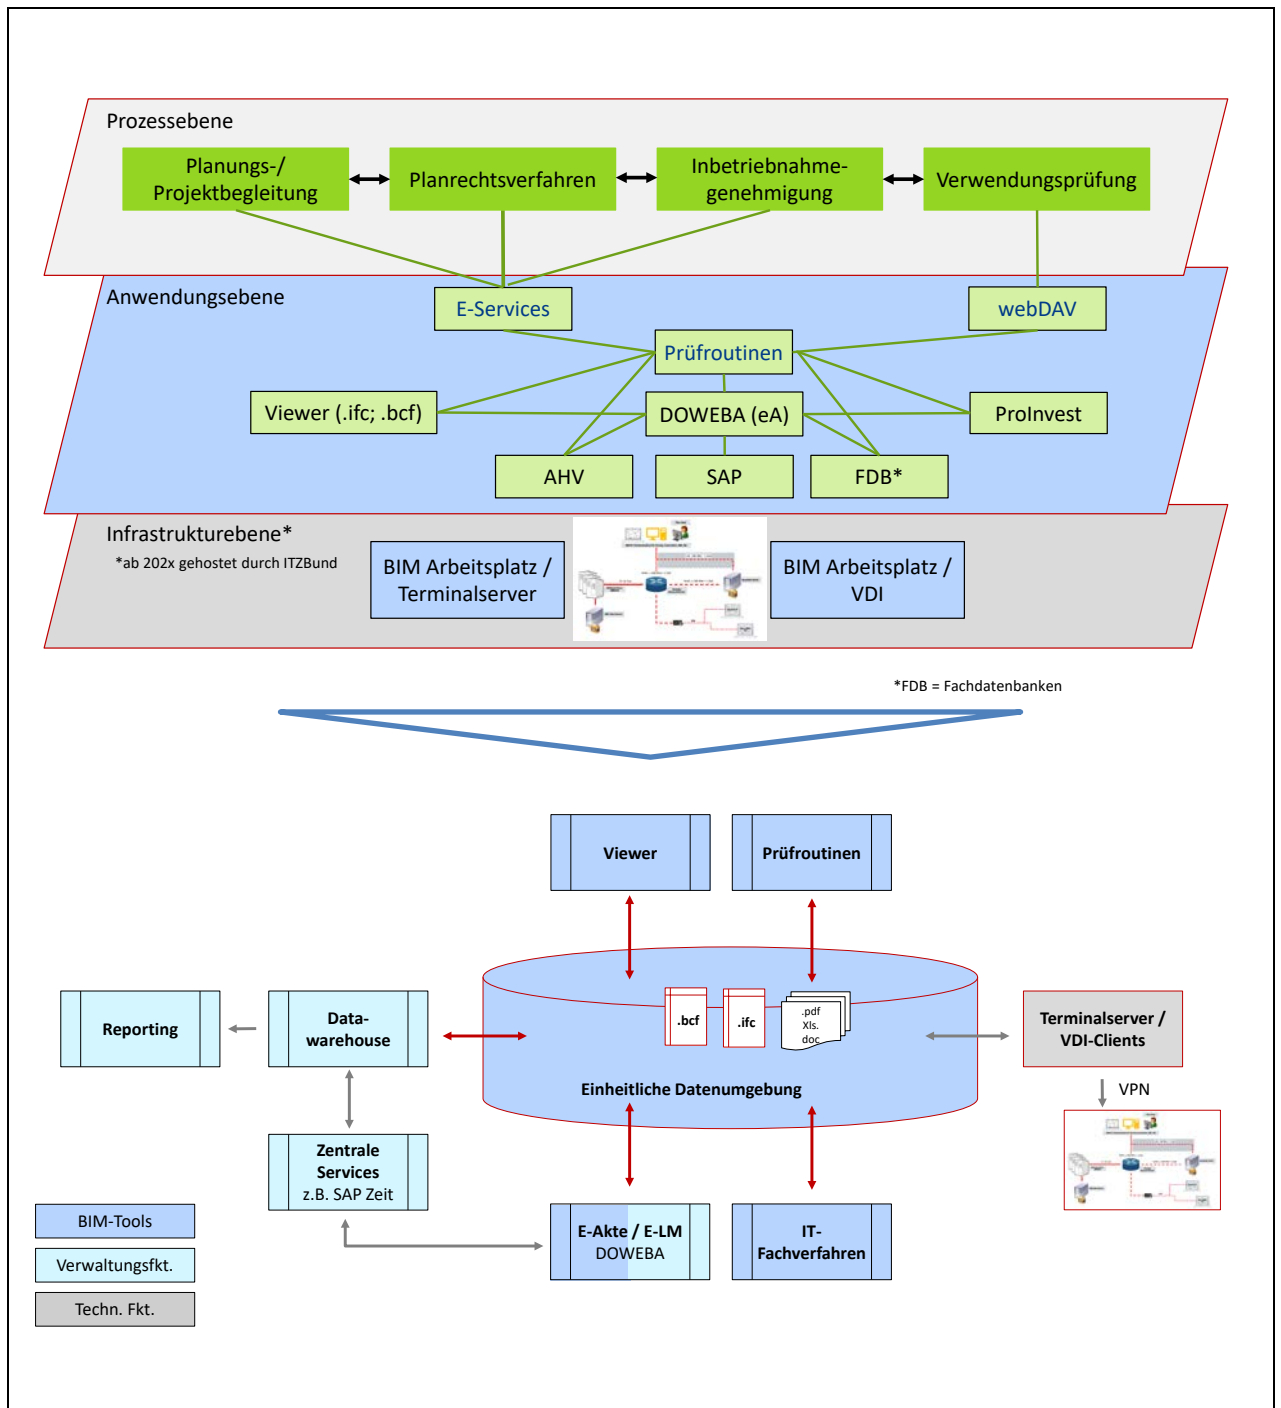 Prozessebene
Planungs-/
Projektbegleitung
Planrechtsverfahren
Inbetriebnahme-
genehmigung
Verwendungsprüfung
Anwendungsebene
E-Services
webDAV
Prüfroutinen
Viewer (.ifc; .bcf)
DOWEBA (eA)
ProInvest
AHV
SAP
FDB*
Infrastrukturebene*
*ab 202x gehostet durch ITZBund
BIM Arbeitsplatz /
Terminalserver
BIM Arbeitsplatz /
VDI
*FDB = Fachdatenbanken
Viewer
Prüfroutinen
Reporting
Data-
warehouse
.bcf
.ifc
.pdf
Xls.
doc
Einheitliche Datenumgebung
Terminalserver /
VDI-Clients
VPN
Zentrale
Services
z.B. SAP Zeit
E-Akte / E-LM
DOWEBA
IT-
Fachverfahren
BIM-Tools
Verwaltungsfkt.
Techn. Fkt.